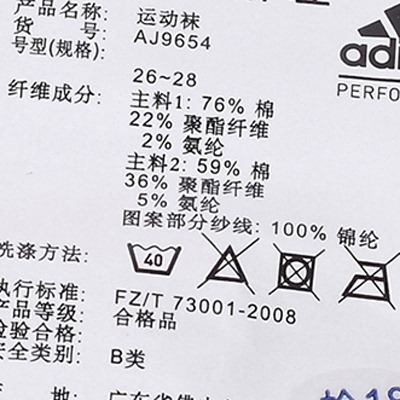 产品名称: 运动袜
货 号: AJ9654
号型(规格):
26~28
纤维成分: 主料1: 76% 棉
22% 聚酯纤维
2% 氨纶
主料2: 59% 棉
36% 聚酯纤维
5% 氨纶
图案部分纱线: 100% 锦纶
洗涤方法: 40
执行标准: FZ/T 73001-2008
产品等级: 合格品
检验合格:
安全类别: B类
地:
adi
PERFO